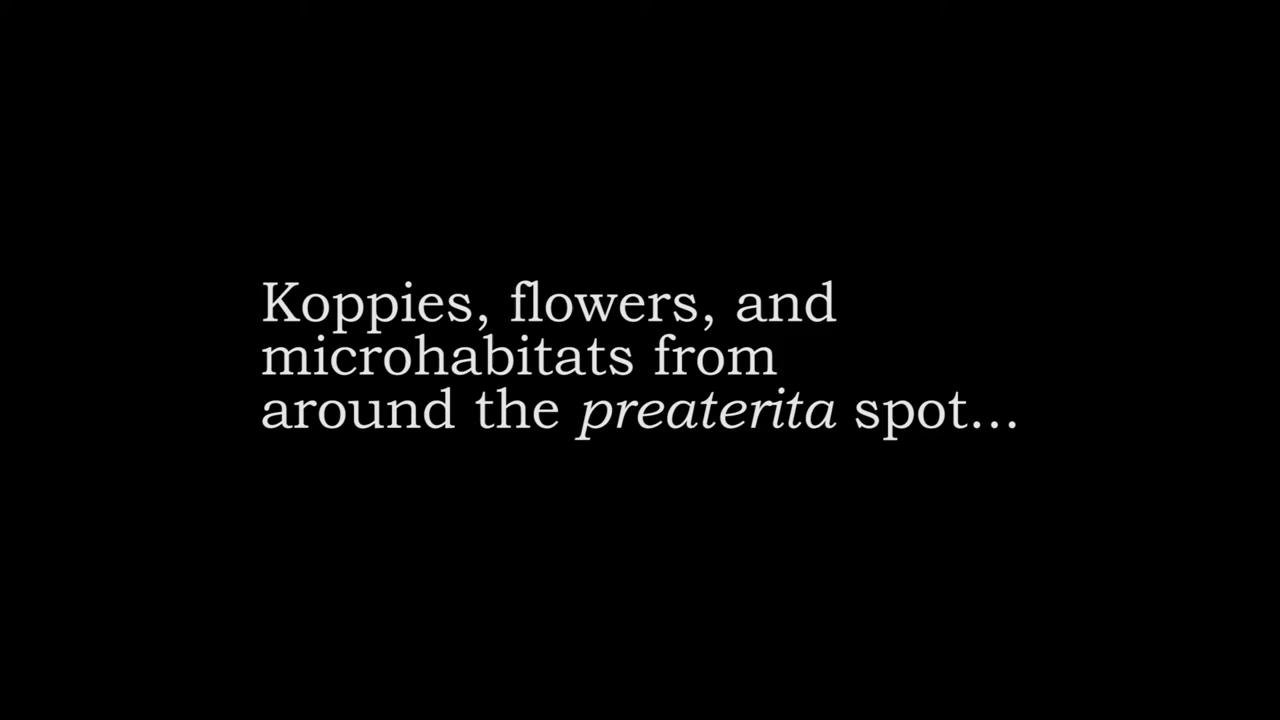 Koppies, flowers, and
microhabitats from
around the preaterita spot...